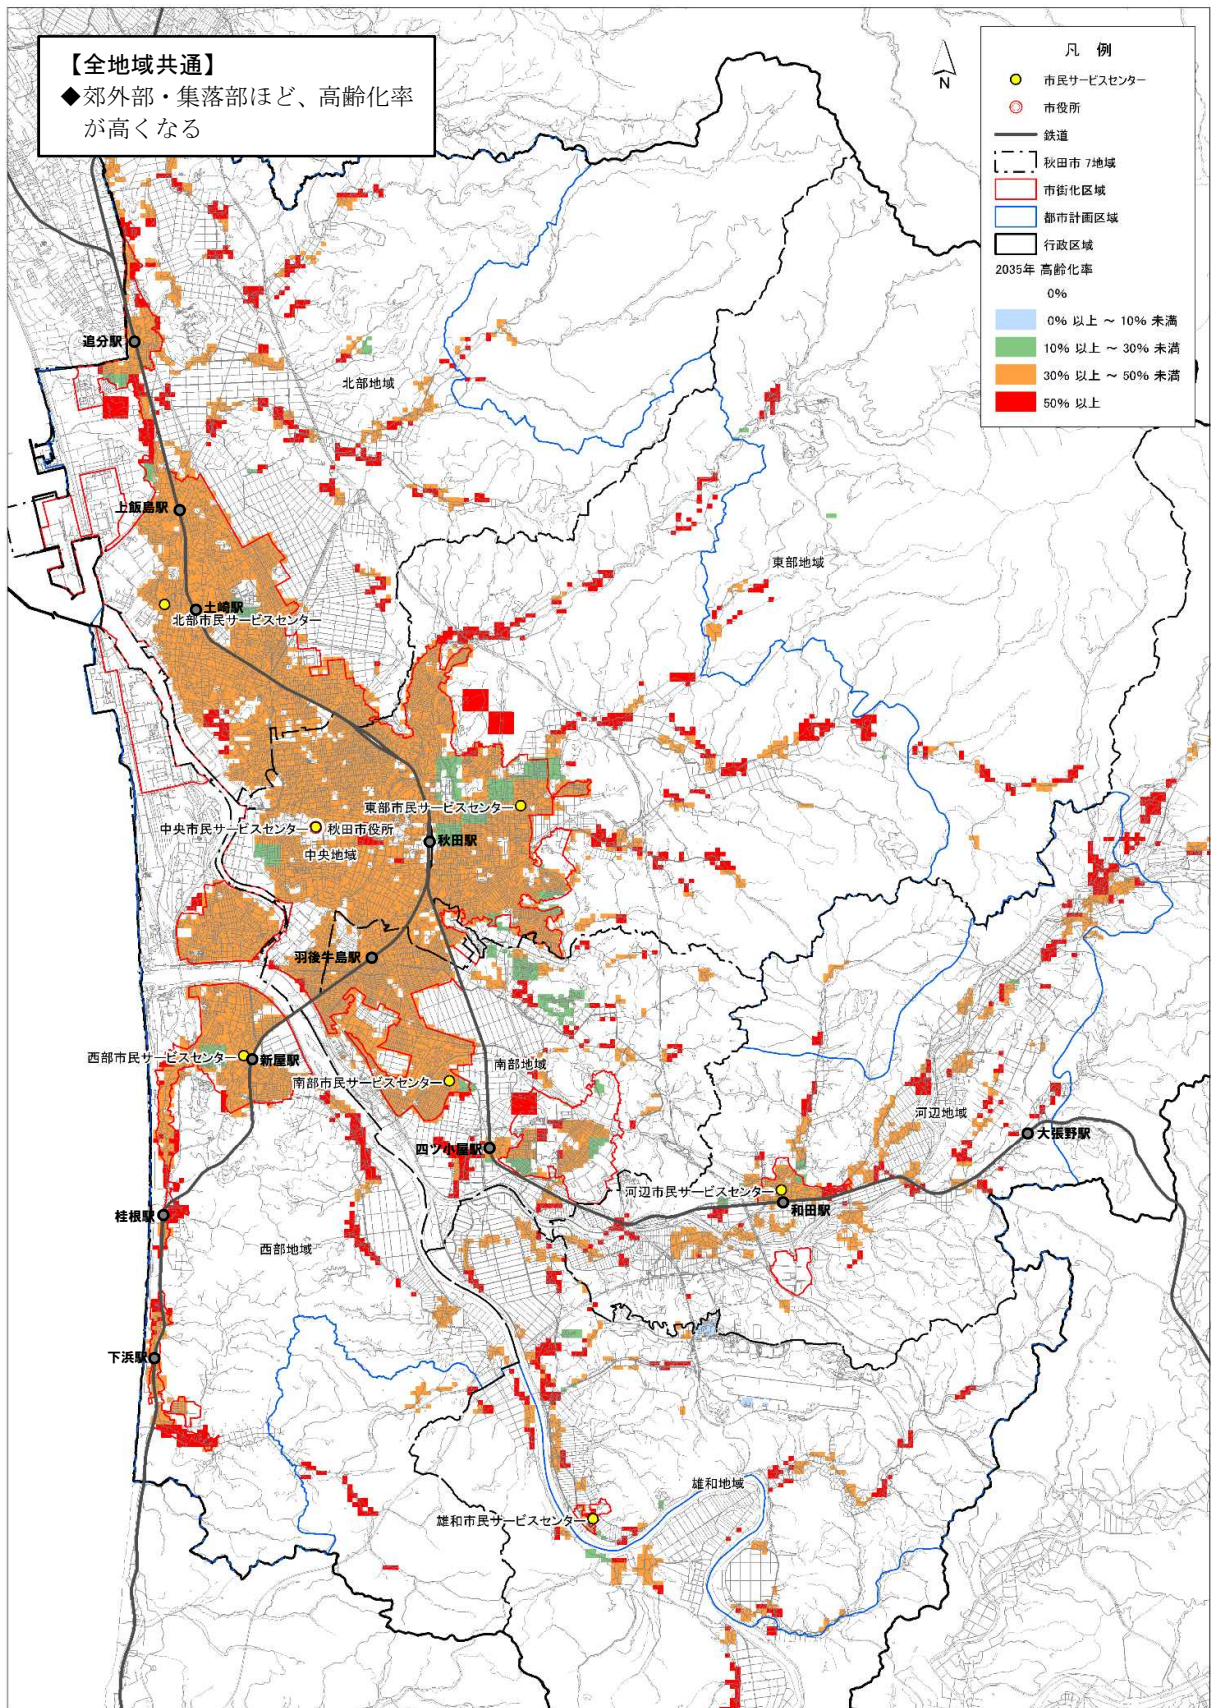 【全地域共通】
◆郊外部・集落部ほど、高齢化率
が高くなる
N
凡 例
市民サービスセンター
市役所
鉄道
秋田市 7地域
市街化区域
都市計画区域
行政区域
2035年 高齢化率
0%
0% 以上 ～ 10% 未満
10% 以上 ～ 30% 未満
30% 以上 ～ 50% 未満
50% 以上
追分駅
北部地域
上飯島駅
東部地域
土崎駅
北部市民サービスセンター
東部市民サービスセンター
中央市民サービスセンター
秋田市役所
秋田駅
中央地域
羽後牛島駅
西部市民サービスセンター
新屋駅
南部地域
南部市民サービスセンター
河辺地域
大張野駅
四ツ小屋駅
河辺市民サービスセンター
和田駅
桂根駅
西部地域
下浜駅
雄和地域
雄和市民サービスセンター